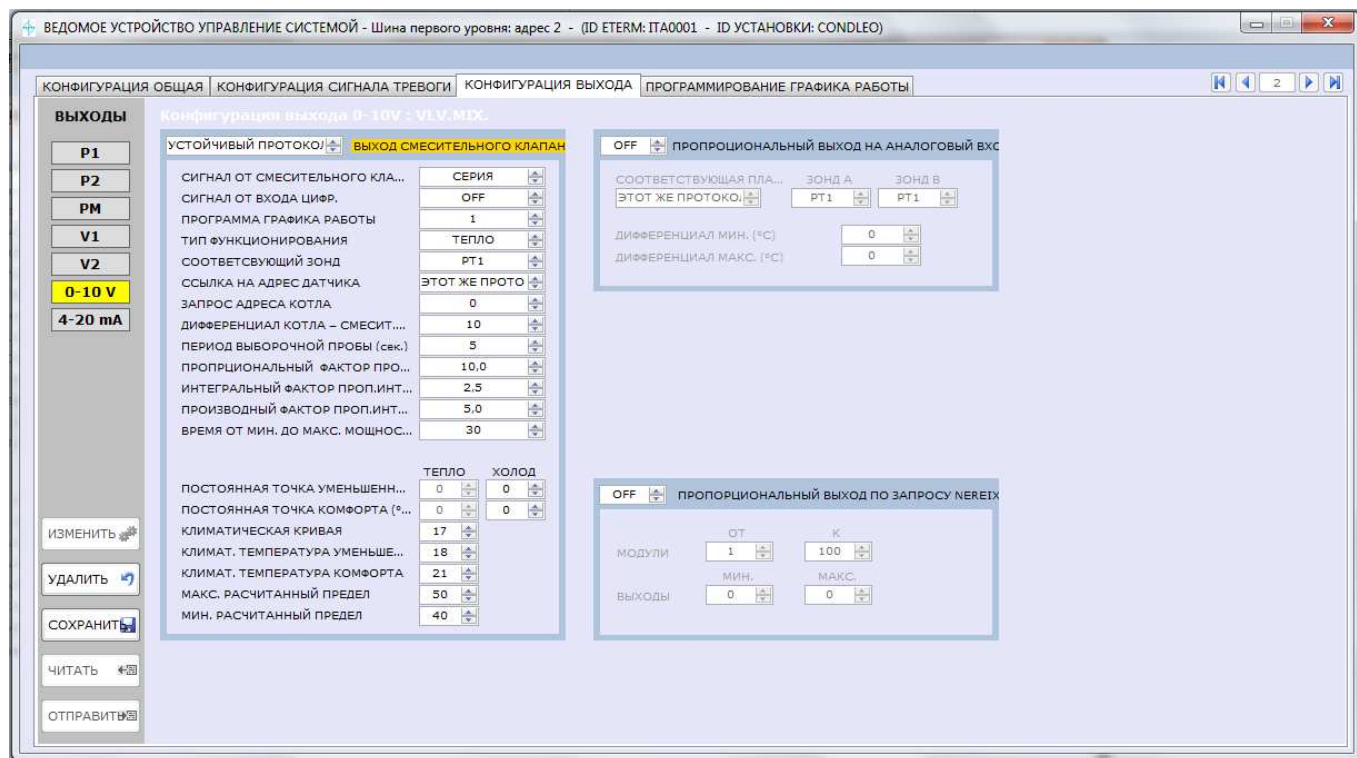 ВЕДОМОЕ УСТРОЙСТВО УПРАВЛЕНИЕ СИСТЕМОЙ - Шина первого уровня: адрес 2 - (ID ETERM: ITA0001 - ID УСТАНОВКИ: CONDLEO)
КОНФИГУРАЦИЯ ОБЩАЯ КОНФИГУРАЦИЯ СИГНАЛА ТРЕВОГИ КОНФИГУРАЦИЯ ВЫХОДА ПРОГРАММИРОВАНИЕ ГРАФИКА РАБОТЫ 2
ВЫХОДЫ
P1
P2
PM
V1
V2
0-10 V
4-20 mA
ИЗМЕНИТЬ
УДАЛИТЬ
СОХРАНИТЬ
ЧИТАТЬ
ОТПРАВИТЬ
Конфигурация выхода 0-10V : VLV.MIX.
УСТОЙЧИВЫЙ ПРОТОКОЛ ВЫХОД СМЕСИТЕЛЬНОГО КЛАПАН
СИГНАЛ ОТ СМЕСИТЕЛЬНОГО КЛА... СЕРИЯ
СИГНАЛ ОТ ВХОДА ЦИФР. OFF
ПРОГРАММА ГРАФИКА РАБОТЫ 1
ТИП ФУНКЦИОНИРОВАНИЯ ТЕПЛО
СООТВЕТСВУЮЩИЙ ЗОНД PT1
ССЫЛКА НА АДРЕС ДАТЧИКА ЭТОТ ЖЕ ПРОТО
ЗАПРОС АДРЕСА КОТЛА 0
ДИФФЕРЕНЦИАЛ КОТЛА – СМЕСИТ.... 10
ПЕРИОД ВЫБОРОЧНОЙ ПРОБЫ (сек.) 5
ПРОПРЦИОНАЛЬНЫЙ ФАКТОР ПРО... 10,0
ИНТЕГРАЛЬНЫЙ ФАКТОР ПРОП.ИНТ... 2,5
ПРОИЗВОДНЫЙ ФАКТОР ПРОП.ИНТ... 5,0
ВРЕМЯ ОТ МИН. ДО МАКС. МОЩНОС... 30
ТЕПЛО ХОЛОД
ПОСТОЯННАЯ ТОЧКА УМЕНЬШЕНН... 0 0
ПОСТОЯННАЯ ТОЧКА КОМФОРТА (°... 0 0
КЛИМАТИЧЕСКАЯ КРИВАЯ 17
КЛИМАТ. ТЕМПЕРАТУРА УМЕНЬШЕ... 18
КЛИМАТ. ТЕМПЕРАТУРА КОМФОРТА 21
МАКС. РАСЧИТАННЫЙ ПРЕДЕЛ 50
МИН. РАСЧИТАННЫЙ ПРЕДЕЛ 40
OFF ПРОПРОЦИОНАЛЬНЫЙ ВЫХОД НА АНАЛОГОВЫЙ ВХС
СООТВЕТСТВУЮЩАЯ ПЛА... ЗОНД А ЗОНД В
ЭТОТ ЖЕ ПРОТОКОЛ PT1 PT1
ДИФФЕРЕНЦИАЛ МИН. (°C) 0
ДИФФЕРЕНЦИАЛ МАКС. (°C) 0
OFF ПРОПОРЦИОНАЛЬНЫЙ ВЫХОД ПО ЗАПРОСУ NEREIX
ОТ К
МОДУЛИ 1 100
МИН. МАКС.
ВЫХОДЫ 0 0